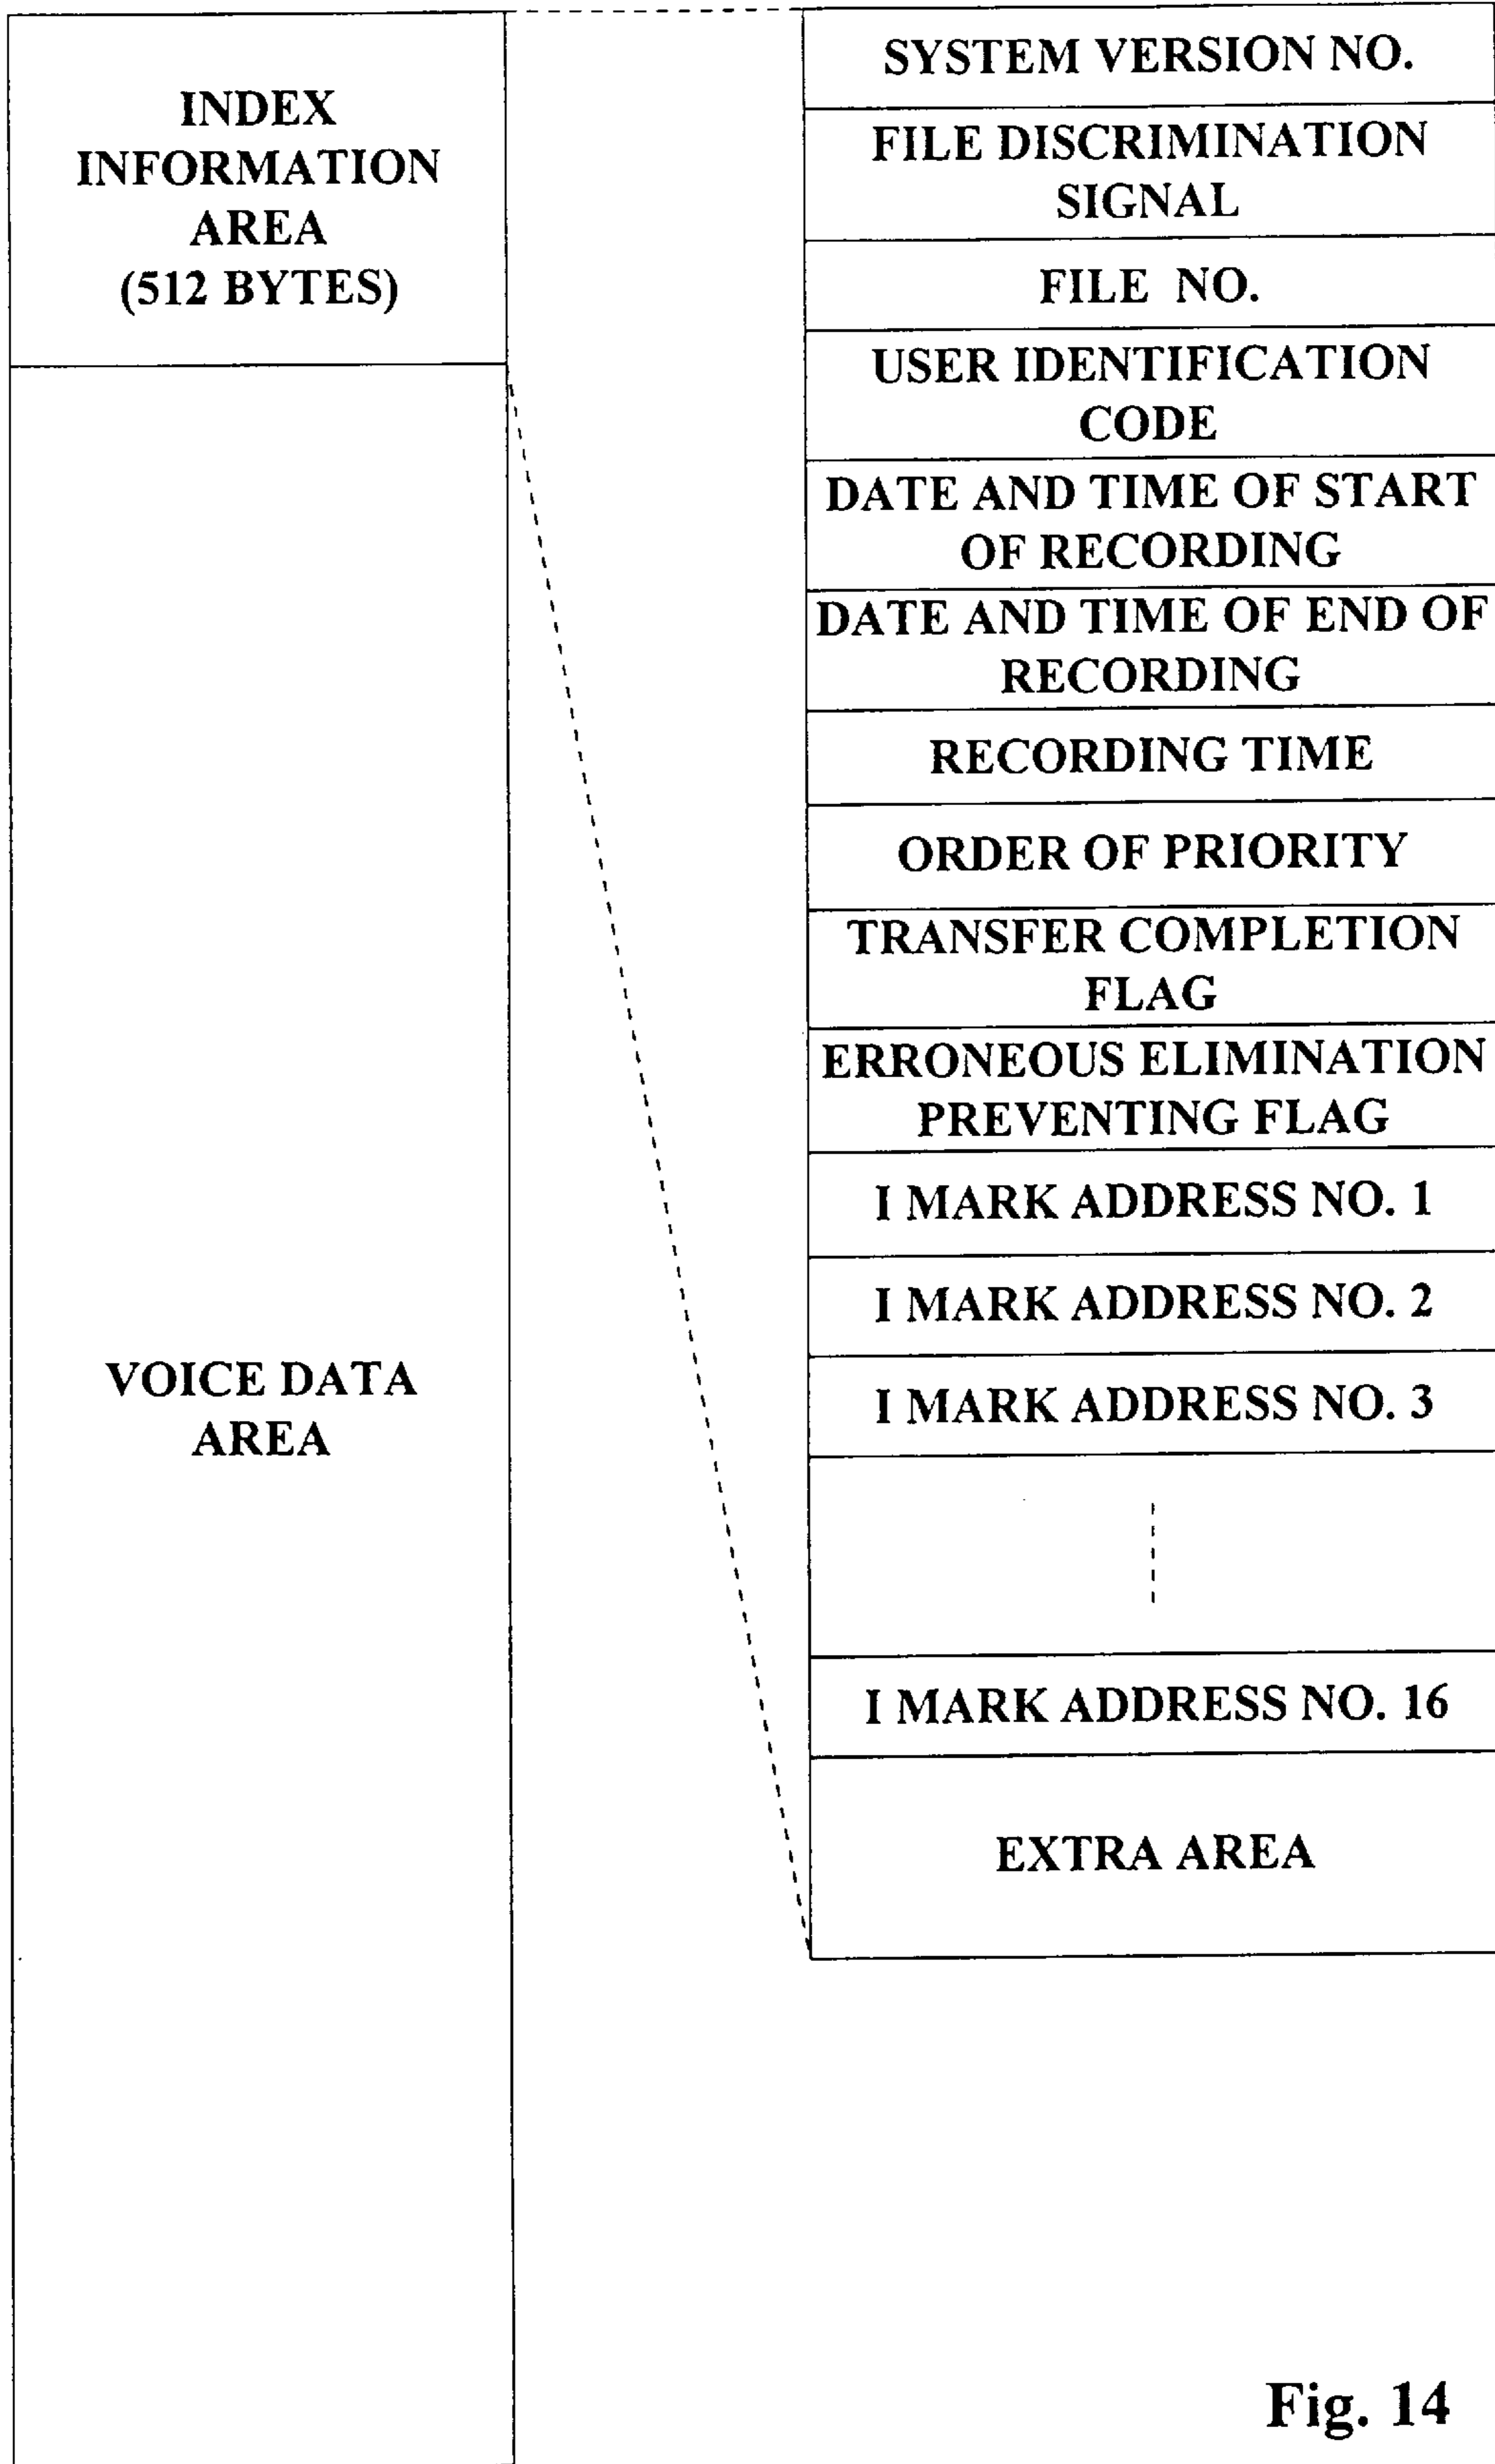 INDEX
INFORMATION
AREA
(512 BYTES)
VOICE DATA
AREA
SYSTEM VERSION NO.
FILE DISCRIMINATION
SIGNAL
FILE NO.
USER IDENTIFICATION
CODE
DATE AND TIME OF START
OF RECORDING
DATE AND TIME OF END OF
RECORDING
RECORDING TIME
ORDER OF PRIORITY
TRANSFER COMPLETION
FLAG
ERRONEOUS ELIMINATION
PREVENTING FLAG
I MARK ADDRESS NO. 1
I MARK ADDRESS NO. 2
I MARK ADDRESS NO. 3
I MARK ADDRESS NO. 16
EXTRA AREA
Fig. 14